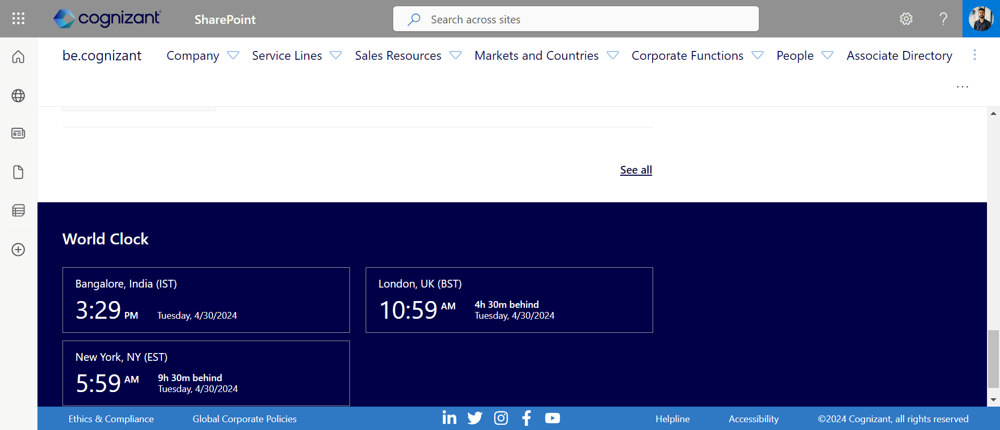 cognizant
SharePoint
Search across sites
be.cognizant Company Service Lines Sales Resources Markets and Countries Corporate Functions People Associate Directory
See all
World Clock
Bangalore, India (IST)
3:29 PM Tuesday, 4/30/2024
London, UK (BST)
10:59 AM 4h 30m behind
Tuesday, 4/30/2024
New York, NY (EST)
5:59 AM 9h 30m behind
Tuesday, 4/30/2024
Ethics & Compliance Global Corporate Policies Helpline Accessibility ©2024 Cognizant, all rights reserved